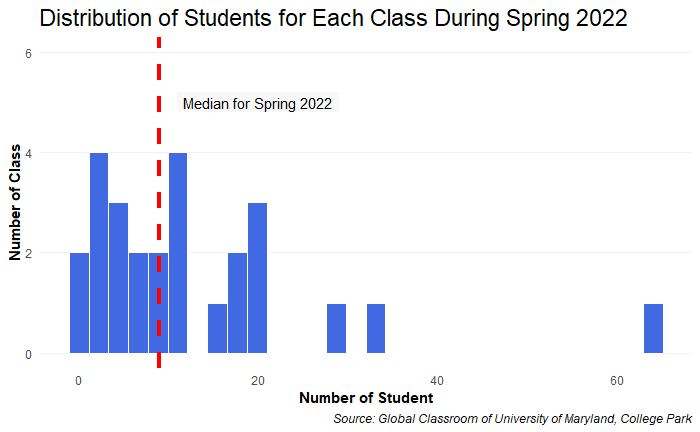 Distribution of Students for Each Class During Spring 2022
6
Median for Spring 2022
4
Number of Class
2
0
0 20 40 60
Number of Student
Source: Global Classroom of University of Maryland, College Park